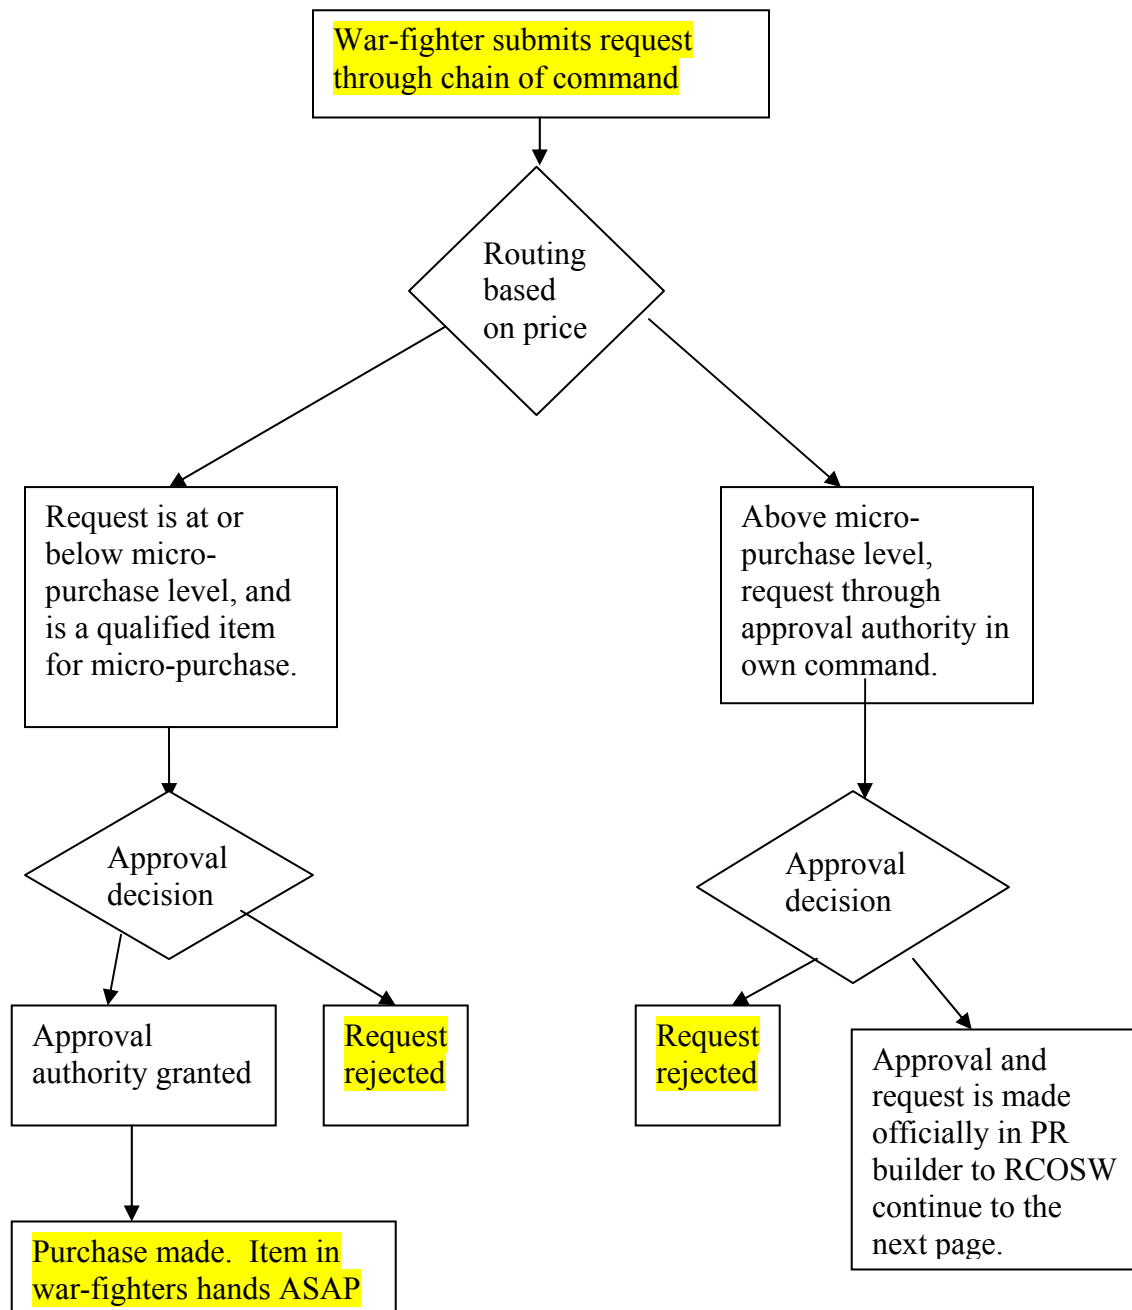 War-fighter submits request
through chain of command
Routing
based
on price
Request is at or
below micro-
purchase level, and
is a qualified item
for micro-purchase.
Above micro-
purchase level,
request through
approval authority in
own command.
Approval
decision
Approval
decision
Approval
authority granted
Request
rejected
Request
rejected
Approval and
request is made
officially in PR
builder to RCOSW
continue to the
next page.
Purchase made.  Item in
war-fighters hands ASAP